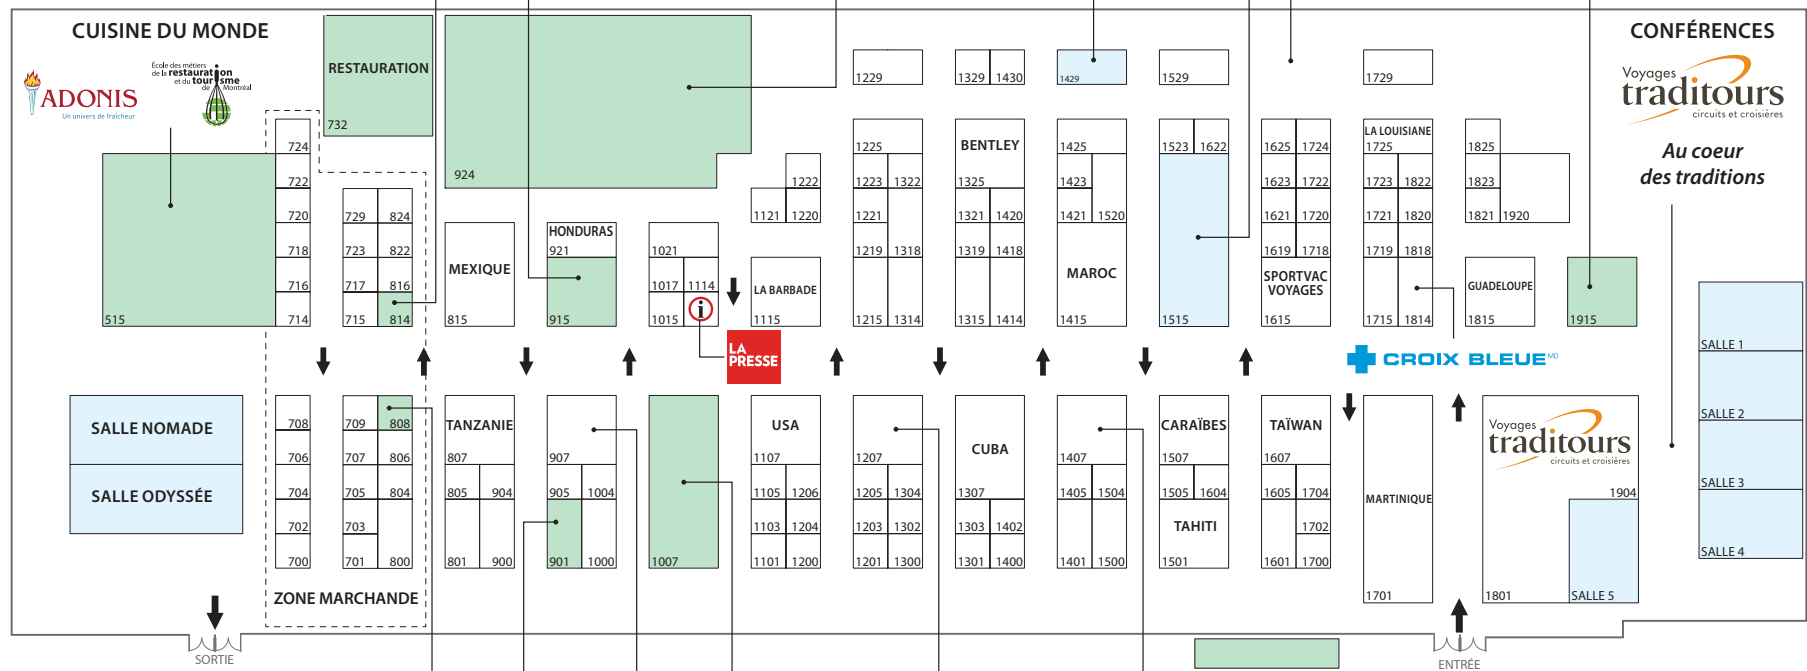 CUISINE DU MONDE
CONFÉRENCES
ADONIS
Un univers de fraîcheur
École des métiers
de la restauration
et du tourisme
de Montréal
RESTAURATION
732
924
1229
1329 1430
1429
1529
1729
Voyages
traditours
circuits et croisières
Au coeur
des traditions
515
724
722
720
718
716
714
729 824
723 822
717 816
715 814
MEXIQUE
815
HONDURAS
921
915
1021
1017 1114
1015
i
LA
PRESSE
1222
1121 1220
LA BARBADE
1115
1225
1223 1322
1221
1219 1318
1215 1314
BENTLEY
1325
1321 1420
1319 1418
1315 1414
1425
1423
1421 1520
MAROC
1415
1523 1622
1515
1625 1724
1623 1722
1621 1720
1619 1718
SPORTVAC
VOYAGES
1615
LA LOUISIANE
1725
1723 1822
1721 1820
1719 1818
1715 1814
CROIX BLEUE MD
1825
1823
1821 1920
GUADELOUPE
1815
1915
SALLE 1
SALLE 2
SALLE 3
SALLE 4
SALLE NOMADE
SALLE ODYSSÉE
708
706
704
702
700
709 808
707 806
705 804
703
701 800
ZONE MARCHANDE
TANZANIE
807
805 904
801 900
907
905 1004
901 1000
1007
USA
1107
1105 1206
1103 1204
1101 1200
1207
1205 1304
1203 1302
1201 1300
CUBA
1307
1303 1402
1301 1400
1407
1405 1504
1401 1500
CARAÏBES
1507
1505 1604
TAHITI
1501
TAÏWAN
1607
1605 1704
1702
1601 1700
MARTINIQUE
1701
Voyages
traditours
circuits et croisières
1904
1801
SALLE 5
SORTIE
ENTRÉE